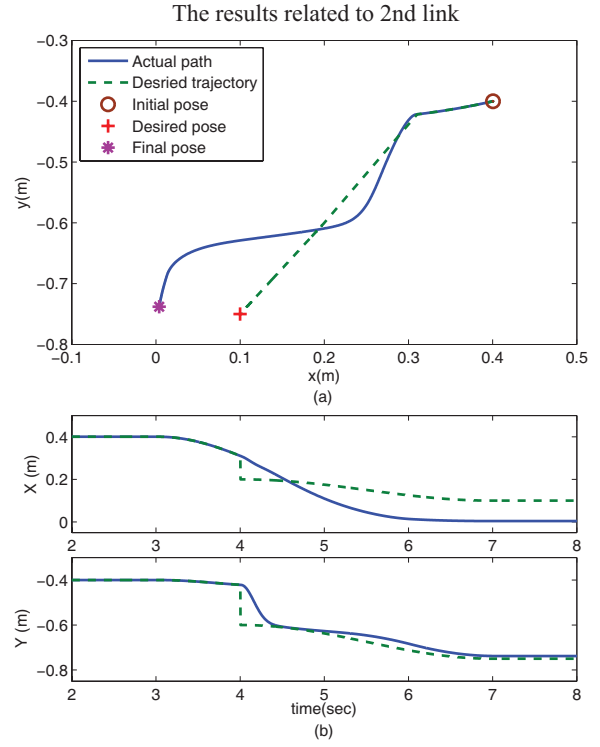 The results related to 2nd link
−0.3
−0.4
−0.5
−0.6
−0.7
−0.8
y(m)
Actual path
Desried trajectory
Initial pose
Desired pose
Final pose
−0.1 0 0.1 0.2 0.3 0.4 0.5
x(m)
(a)
0.4
0.2
0
X (m)
2 3 4 5 6 7 8
−0.4
−0.6
−0.8
Y (m)
2 3 4 5 6 7 8
time(sec)
(b)